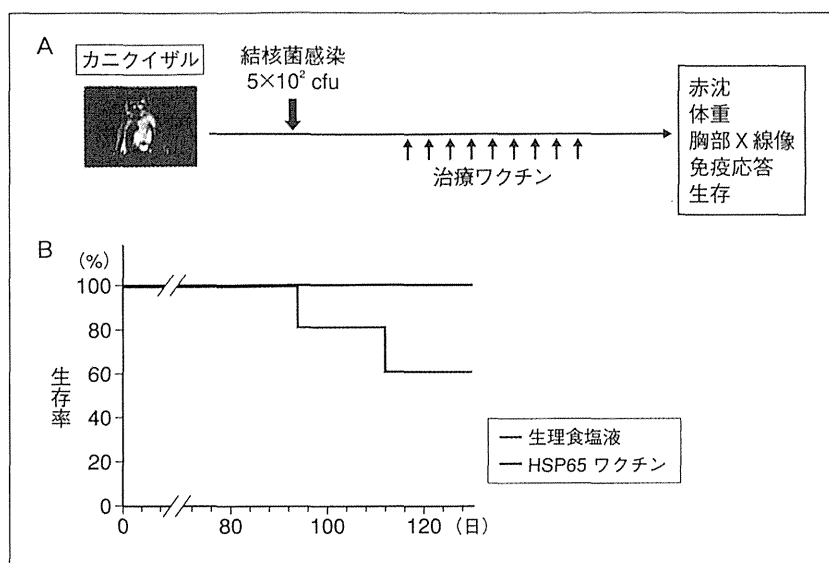 A
カニクイザル
結核菌感染
5×10² cfu
治療ワクチン
赤沈
体重
胸部X線像
免疫応答
生存
B
(%)
100
80
60
40
20
0
生存率
0 80 100 120 (日)
生理食塩液
HSP65 ワクチン